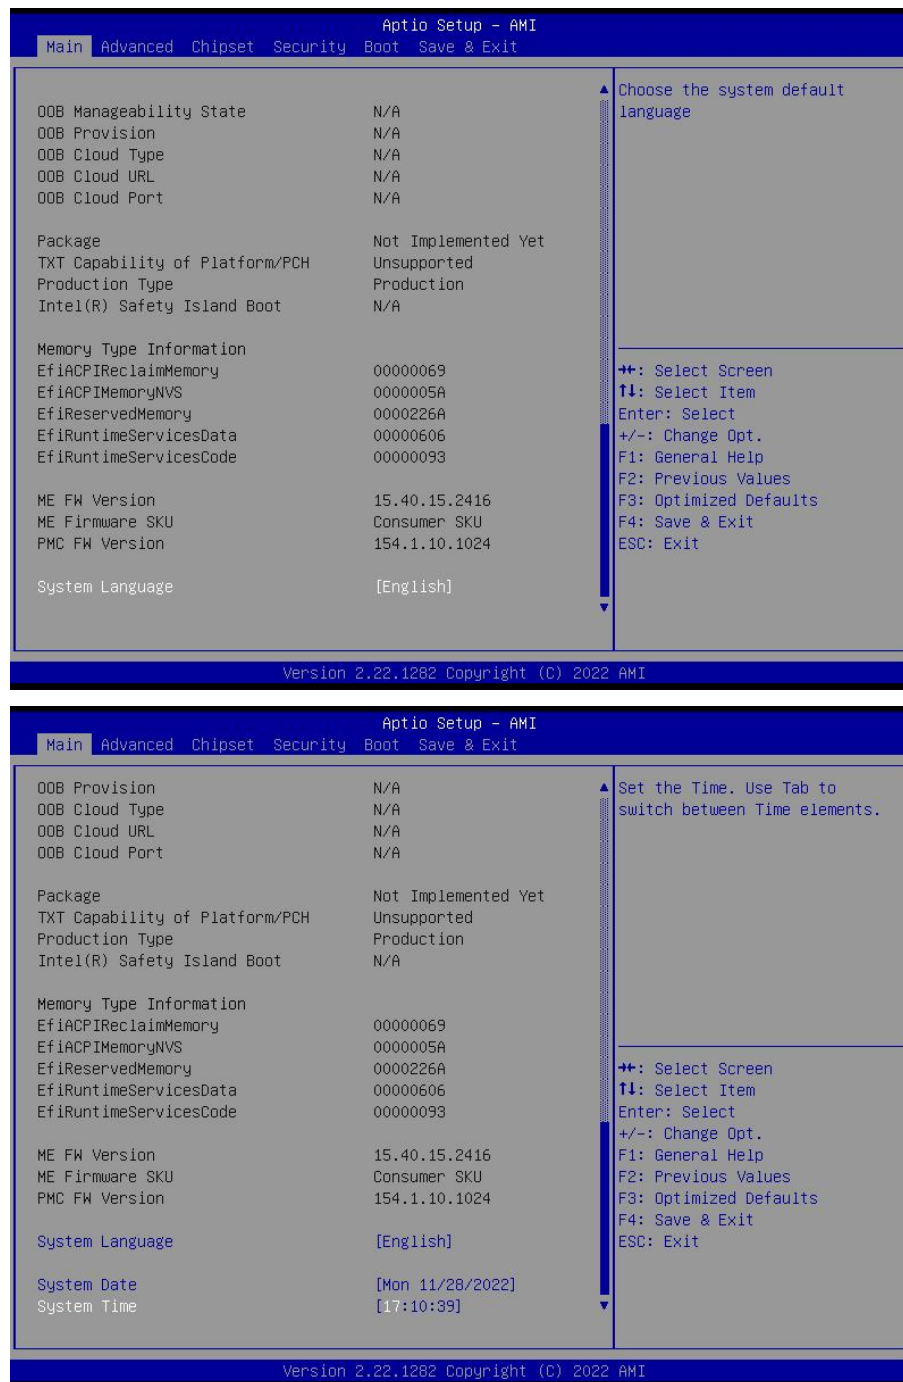 Aptio Setup – AMI
Main Advanced Chipset Security Boot Save & Exit
OOB Manageability State N/A
OOB Provision N/A
OOB Cloud Type N/A
OOB Cloud URL N/A
OOB Cloud Port N/A
Package Not Implemented Yet
TXT Capability of Platform/PCH Unsupported
Production Type Production
Intel(R) Safety Island Boot N/A
Memory Type Information
EfiACPIReclaimMemory 00000069
EfiACPIMemoryNVS 0000005A
EfiReservedMemory 0000226A
EfiRuntimeServicesData 00000606
EfiRuntimeServicesCode 00000093
ME FW Version 15.40.15.2416
ME Firmware SKU Consumer SKU
PMC FW Version 154.1.10.1024
System Language [English]
Choose the system default
language
→←: Select Screen
↑↓: Select Item
Enter: Select
+/-: Change Opt.
F1: General Help
F2: Previous Values
F3: Optimized Defaults
F4: Save & Exit
ESC: Exit
Version 2.22.1282 Copyright (C) 2022 AMI
Aptio Setup – AMI
Main Advanced Chipset Security Boot Save & Exit
OOB Provision N/A
OOB Cloud Type N/A
OOB Cloud URL N/A
OOB Cloud Port N/A
Package Not Implemented Yet
TXT Capability of Platform/PCH Unsupported
Production Type Production
Intel(R) Safety Island Boot N/A
Memory Type Information
EfiACPIReclaimMemory 00000069
EfiACPIMemoryNVS 0000005A
EfiReservedMemory 0000226A
EfiRuntimeServicesData 00000606
EfiRuntimeServicesCode 00000093
ME FW Version 15.40.15.2416
ME Firmware SKU Consumer SKU
PMC FW Version 154.1.10.1024
System Language [English]
System Date [Mon 11/28/2022]
System Time [17:10:39]
Set the Time. Use Tab to
switch between Time elements.
→←: Select Screen
↑↓: Select Item
Enter: Select
+/-: Change Opt.
F1: General Help
F2: Previous Values
F3: Optimized Defaults
F4: Save & Exit
ESC: Exit
Version 2.22.1282 Copyright (C) 2022 AMI